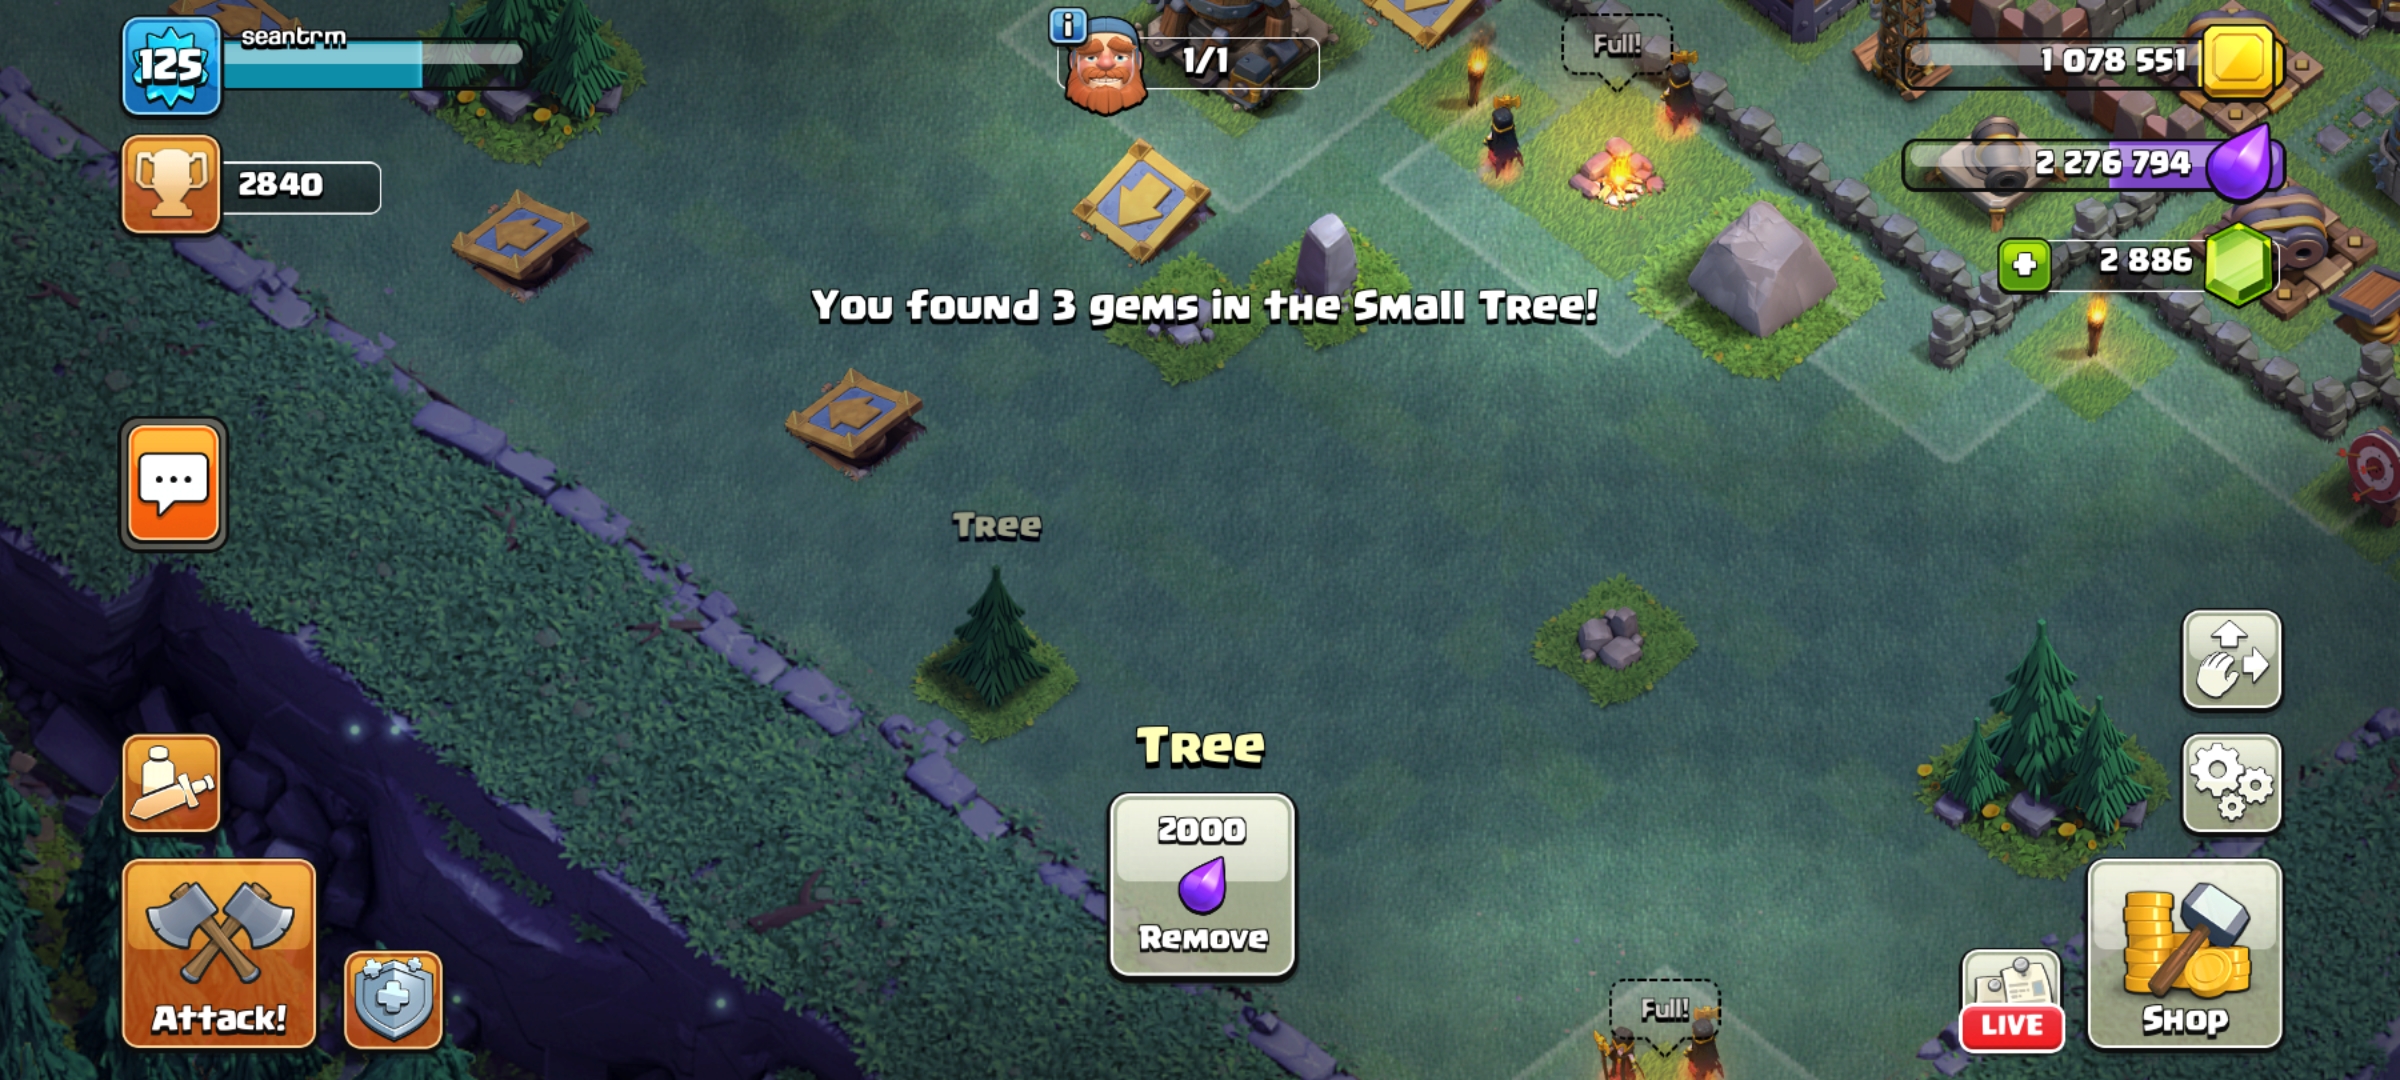 125
seantrm
i
1/1
Full!
1 078 551
2840
2 276 794
2 886
You found 3 gems in the Small Tree!
Tree
Tree
2000
Remove
Attack!
Full!
LIVE
Shop